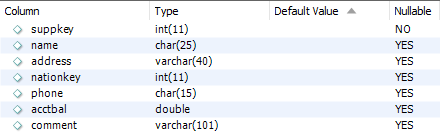 Column Type Default Value Nullable
suppkey int(11) NO
name char(25) YES
address varchar(40) YES
nationkey int(11) YES
phone char(15) YES
acctbal double YES
comment varchar(101) YES